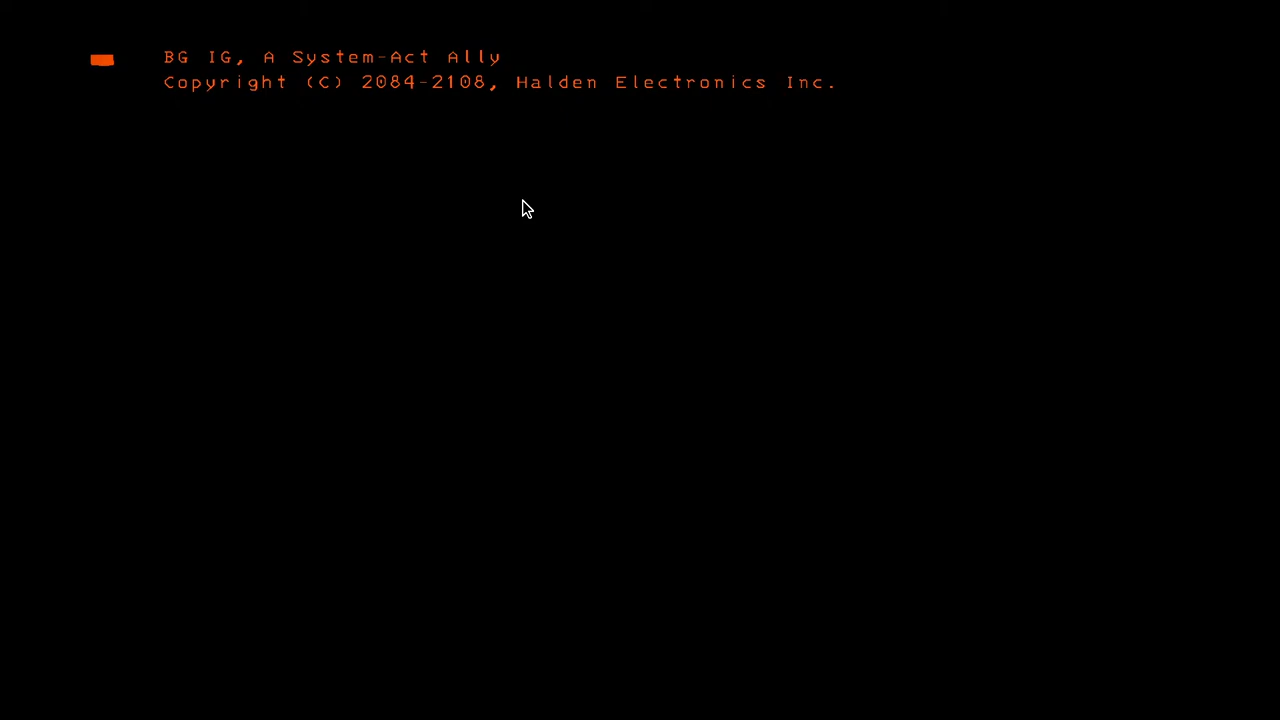 BG IG, A System-Act Ally
Copyright (C) 2084-2108, Halden Electronics Inc.